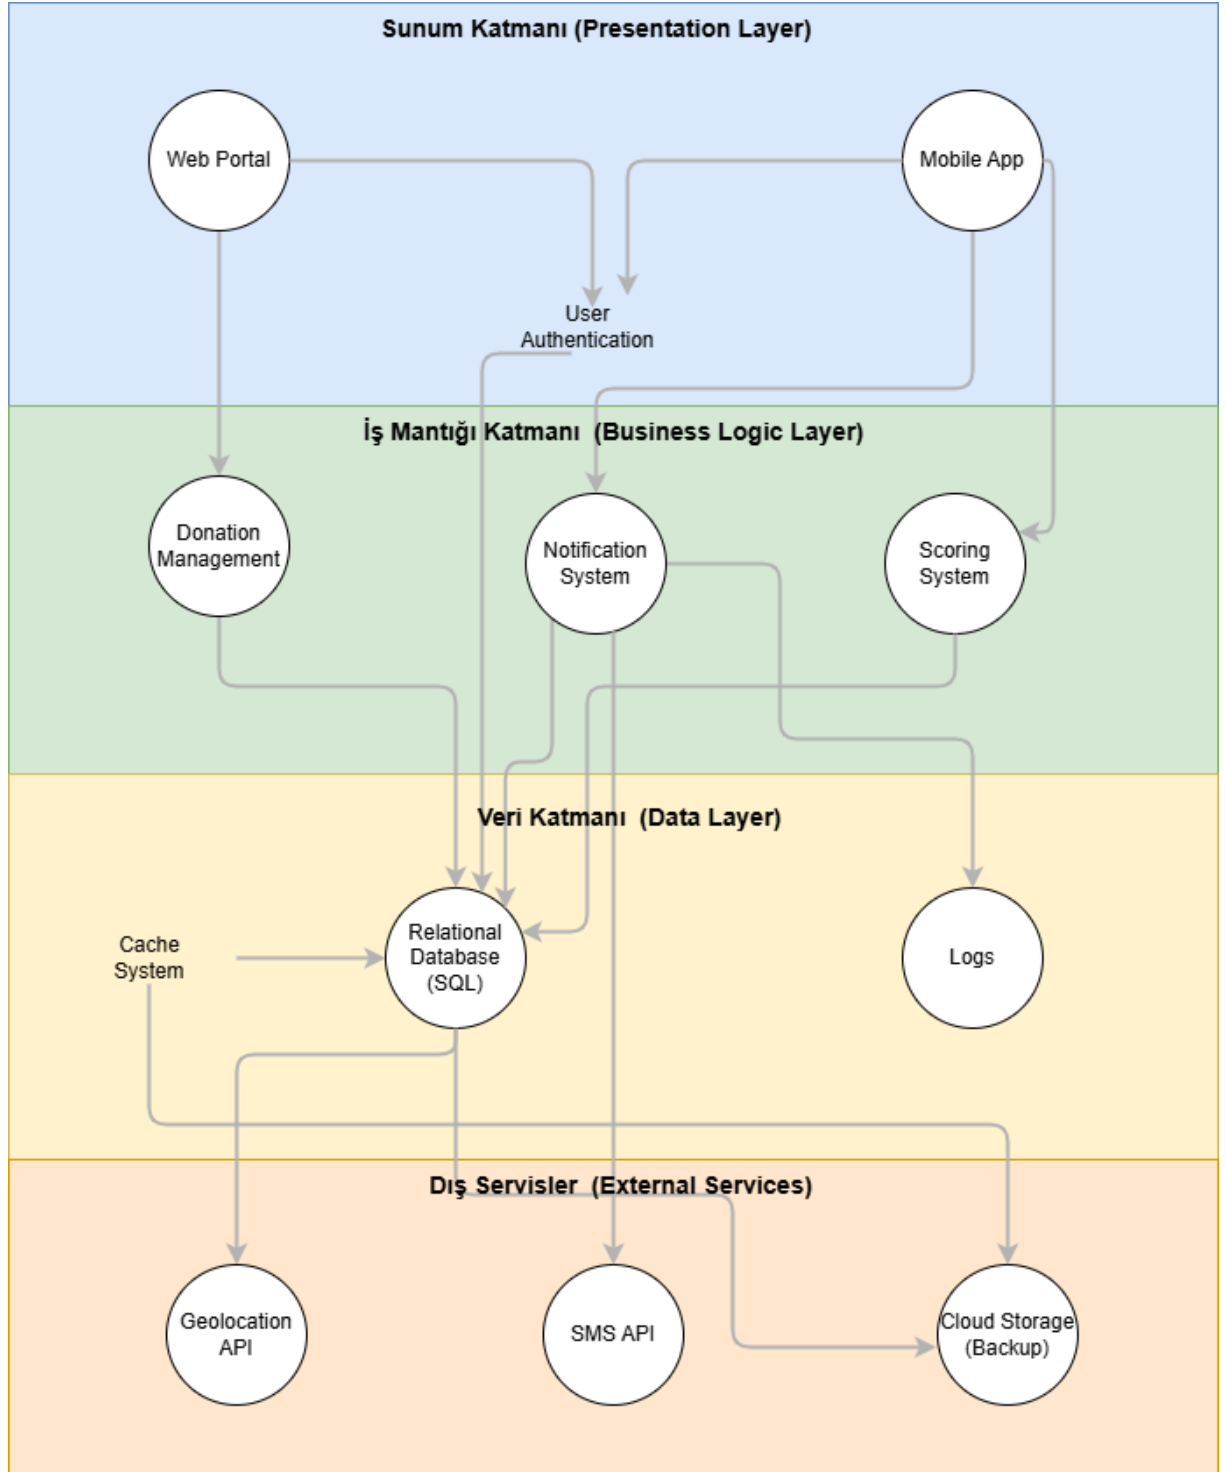 Sunum Katmanı (Presentation Layer)
Web Portal
Mobile App
User
Authentication
İş Mantığı Katmanı  (Business Logic Layer)
Donation
Management
Notification
System
Scoring
System
Veri Katmanı  (Data Layer)
Cache
System
Relational
Database
(SQL)
Logs
Dış Servisler  (External Services)
Geolocation
API
SMS API
Cloud Storage
(Backup)